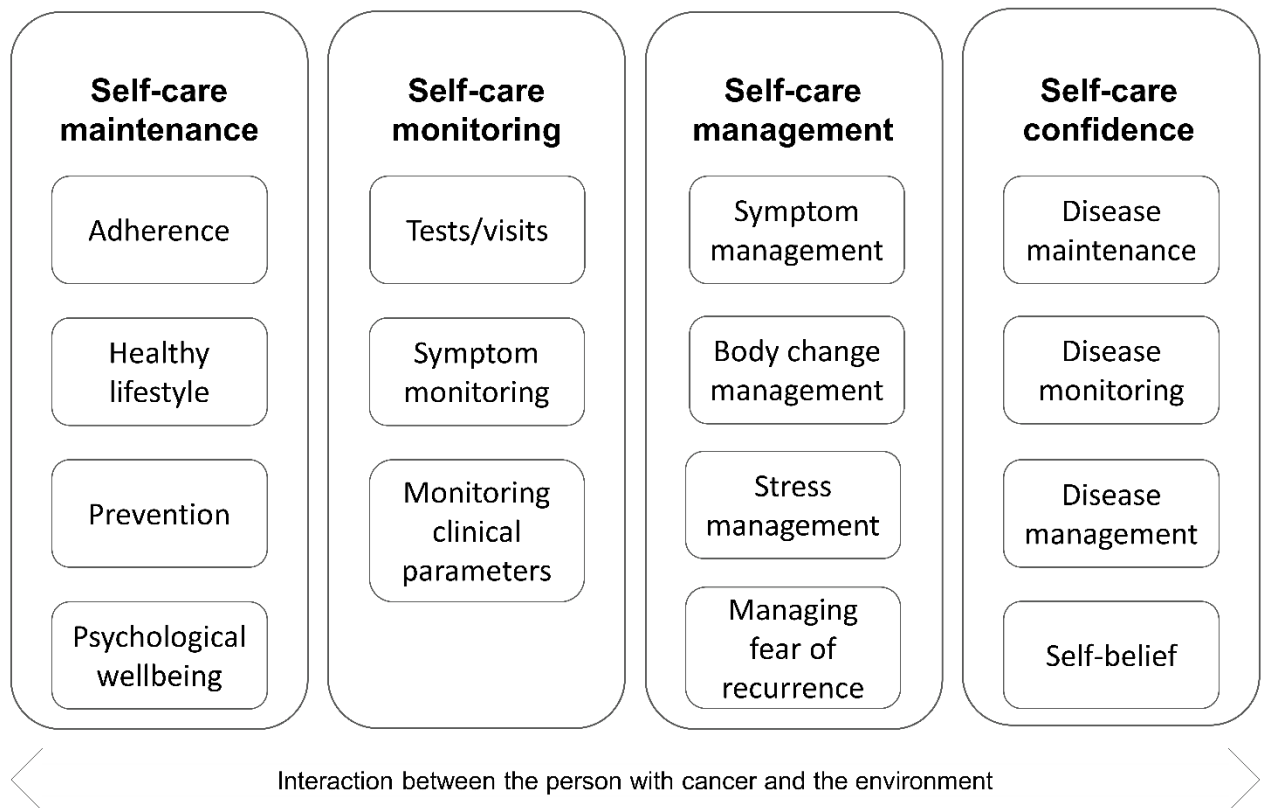 Self-care
maintenance
Adherence
Healthy
lifestyle
Prevention
Psychological
wellbeing
Self-care
monitoring
Tests/visits
Symptom
monitoring
Monitoring
clinical
parameters
Self-care
management
Symptom
management
Body change
management
Stress
management
Managing
fear of
recurrence
Self-care
confidence
Disease
maintenance
Disease
monitoring
Disease
management
Self-belief
Interaction between the person with cancer and the environment